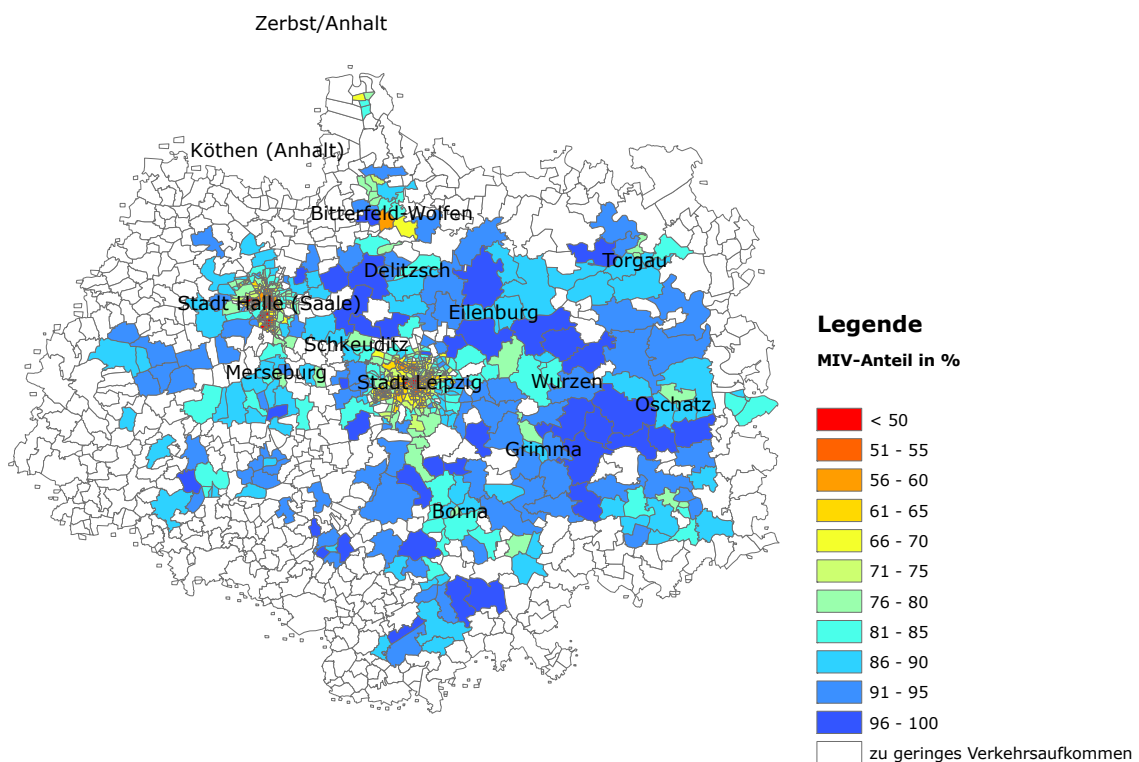 Zerbst/Anhalt
Köthen (Anhalt)
Bitterfeld-Wolfen
Torgau
Delitzsch
Stadt Halle (Saale)
Eilenburg
Schkeuditz
Merseburg
Stadt Leipzig
Wurzen
Oschatz
Grimma
Borna
Legende
MIV-Anteil in %
< 50
51 - 55
56 - 60
61 - 65
66 - 70
71 - 75
76 - 80
81 - 85
86 - 90
91 - 95
96 - 100
zu geringes Verkehrsaufkommen